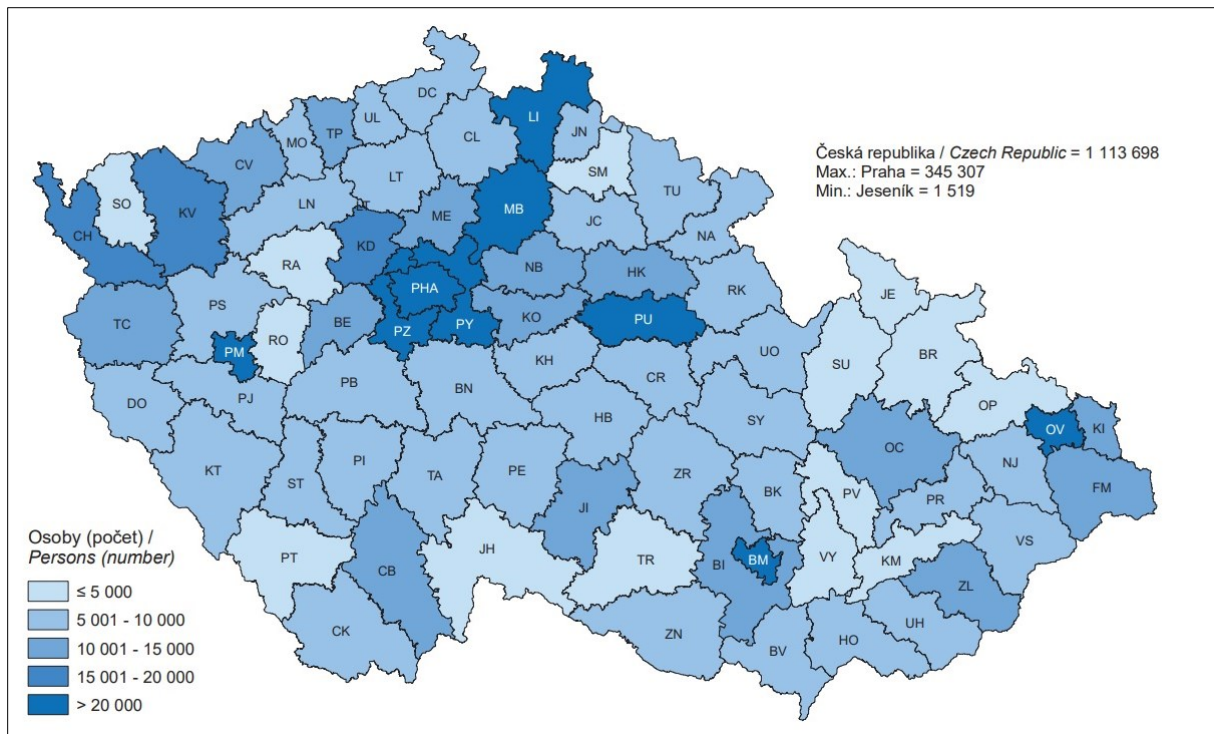 DC
LI
UL
TP
JN
MO
CL
CV
SM
LT
TU
SO
KV
LN
LT
MB
ME
JC
CH
KD
NA
RA
NB
HK
PHA
RK
JE
PS
TC
BE
KO
PU
PZ
PY
RO
PM
UO
BR
KH
SU
CR
PB
BN
PJ
DO
OP
HB
SY
OV
KI
OC
NJ
KT
PI
TA
PE
ZR
FM
ST
BK
PV
PR
JI
VS
JH
PT
TR
BM
VY
KM
BI
CB
ZL
UH
CK
ZN
HO
BV
Česká republika / Czech Republic = 1 113 698
Max.: Praha = 345 307
Min.: Jeseník = 1 519
Osoby (počet) /
Persons (number)
≤ 5 000
5 001 - 10 000
10 001 - 15 000
15 001 - 20 000
> 20 000